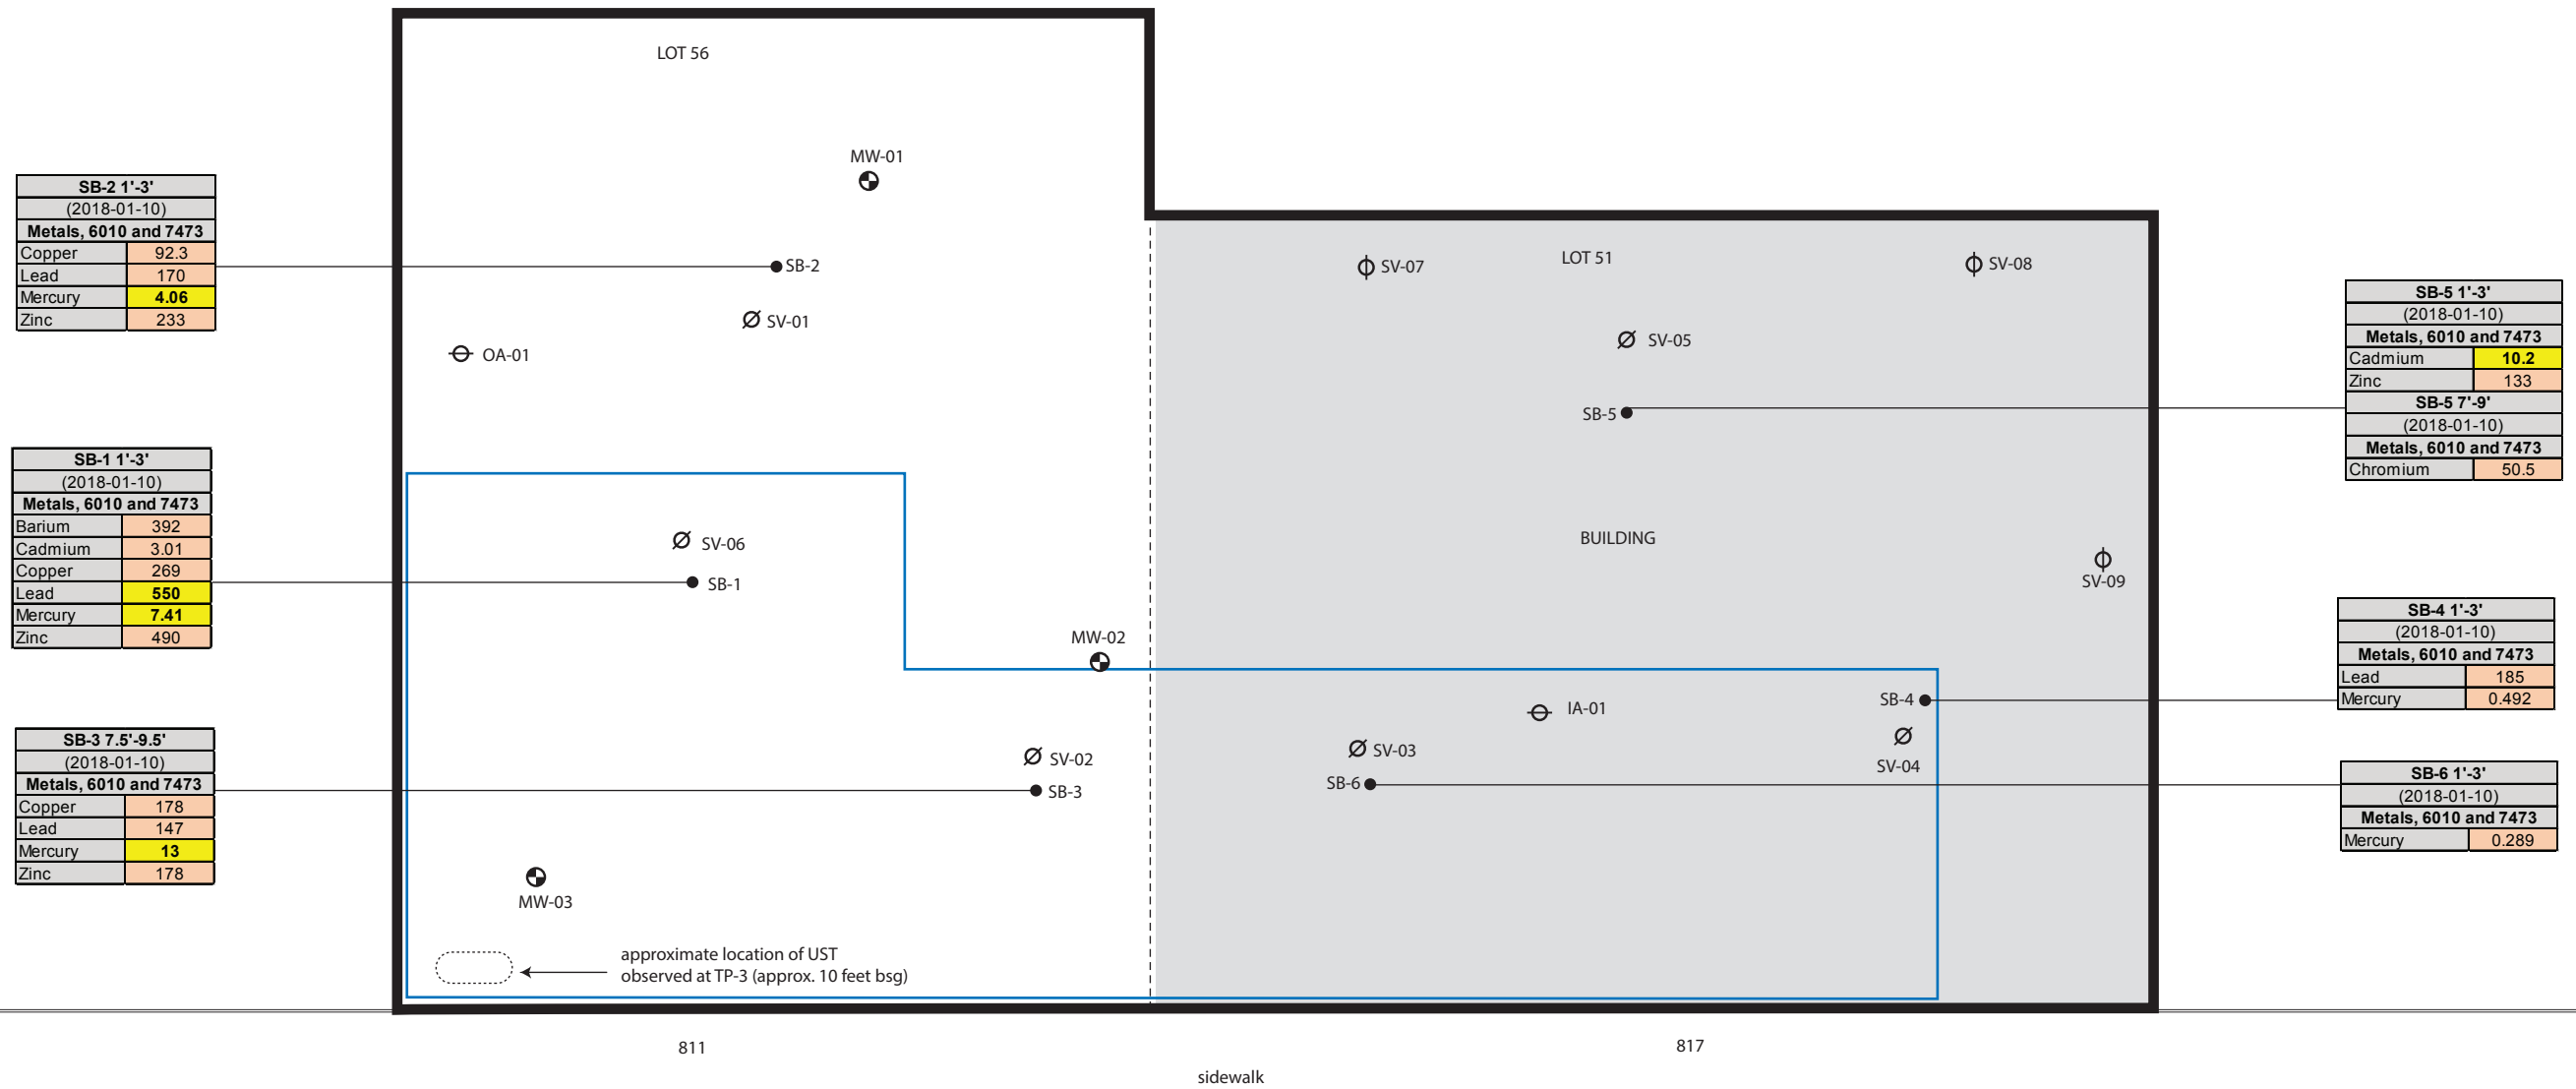 LOT 56
MW-01
SB-2 1'-3'
(2018-01-10)
Metals, 6010 and 7473
Copper 92.3
Lead 170
Mercury 4.06
Zinc 233
SB-2
SV-01
OA-01
SV-07
LOT 51
SV-08
SV-05
SB-5
SB-5 1'-3'
(2018-01-10)
Metals, 6010 and 7473
Cadmium 10.2
Zinc 133
SB-5 7'-9'
(2018-01-10)
Metals, 6010 and 7473
Chromium 50.5
SB-1 1'-3'
(2018-01-10)
Metals, 6010 and 7473
Barium 392
Cadmium 3.01
Copper 269
Lead 550
Mercury 7.41
Zinc 490
SV-06
SB-1
BUILDING
SV-09
MW-02
SB-4 1'-3'
(2018-01-10)
Metals, 6010 and 7473
Lead 185
Mercury 0.492
IA-01
SB-4
SV-04
SB-3 7.5'-9.5'
(2018-01-10)
Metals, 6010 and 7473
Copper 178
Lead 147
Mercury 13
Zinc 178
SV-02
SB-3
SV-03
SB-6
SB-6 1'-3'
(2018-01-10)
Metals, 6010 and 7473
Mercury 0.289
MW-03
approximate location of UST
observed at TP-3 (approx. 10 feet bsg)
811
817
sidewalk